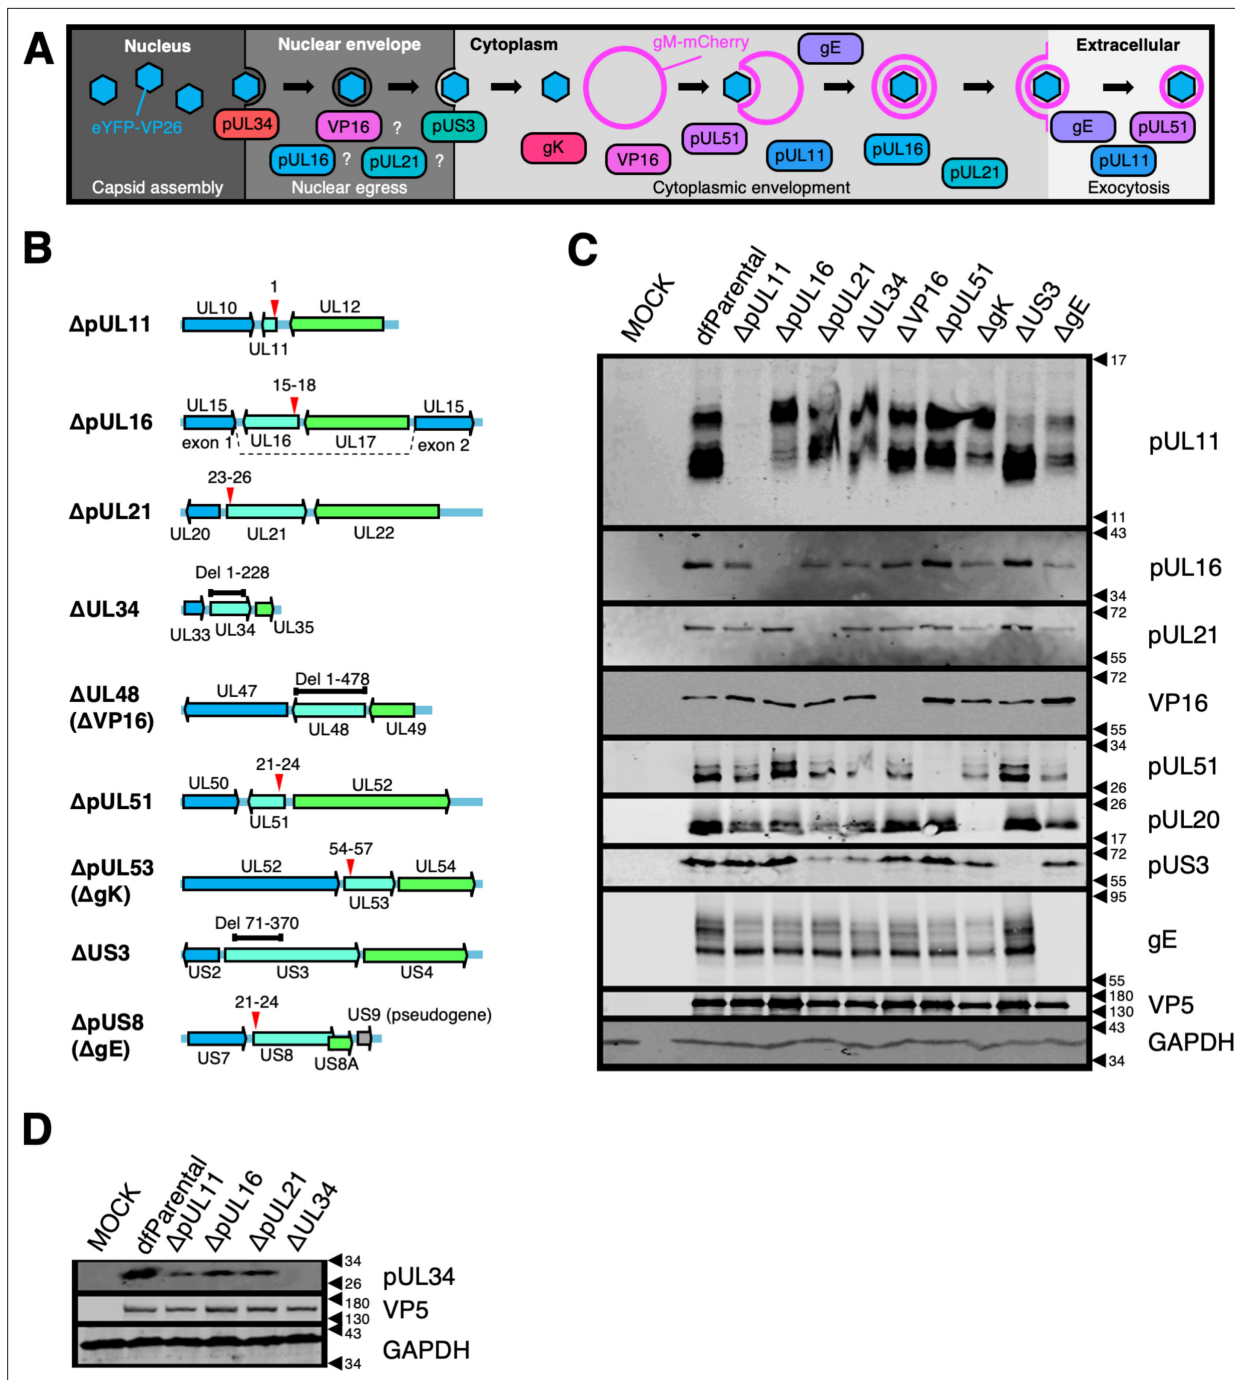 A
Nucleus
Nuclear envelope
Cytoplasm
gM-mCherry
gE
Extracellular
eYFP-VP26
pUL34
VP16
?
pUS3
gK
VP16
pUL51
pUL11
pUL16
pUL21
gE
pUL51
pUL11
pUL16
?
pUL21
?
Capsid assembly
Nuclear egress
Cytoplasmic envelopment
Exocytosis
B
ΔpUL11
1
UL10
UL12
UL11
ΔpUL16
15-18
UL15
UL15
exon 1
UL16
UL17
exon 2
ΔpUL21
23-26
UL20
UL21
UL22
ΔUL34
Del 1-228
UL33
UL34
UL35
ΔUL48
(ΔVP16)
Del 1-478
UL47
UL48
UL49
ΔpUL51
21-24
UL50
UL52
UL51
ΔpUL53
(ΔgK)
54-57
UL52
UL54
UL53
ΔUS3
Del 71-370
US2
US3
US4
ΔpUS8
(ΔgE)
21-24
US9 (pseudogene)
US7
US8
US8A
C
MOCK
dfParental
ΔpUL11
ΔpUL16
ΔpUL21
ΔUL34
ΔVP16
ΔpUL51
ΔgK
ΔUS3
ΔgE
17
pUL11
11
43
pUL16
34
72
pUL21
55
72
VP16
55
34
pUL51
26
26
pUL20
17
72
pUS3
55
95
gE
55
180
VP5
130
43
GAPDH
34
D
MOCK
dfParental
ΔpUL11
ΔpUL16
ΔpUL21
ΔUL34
34
pUL34
26
180
VP5
130
43
GAPDH
34